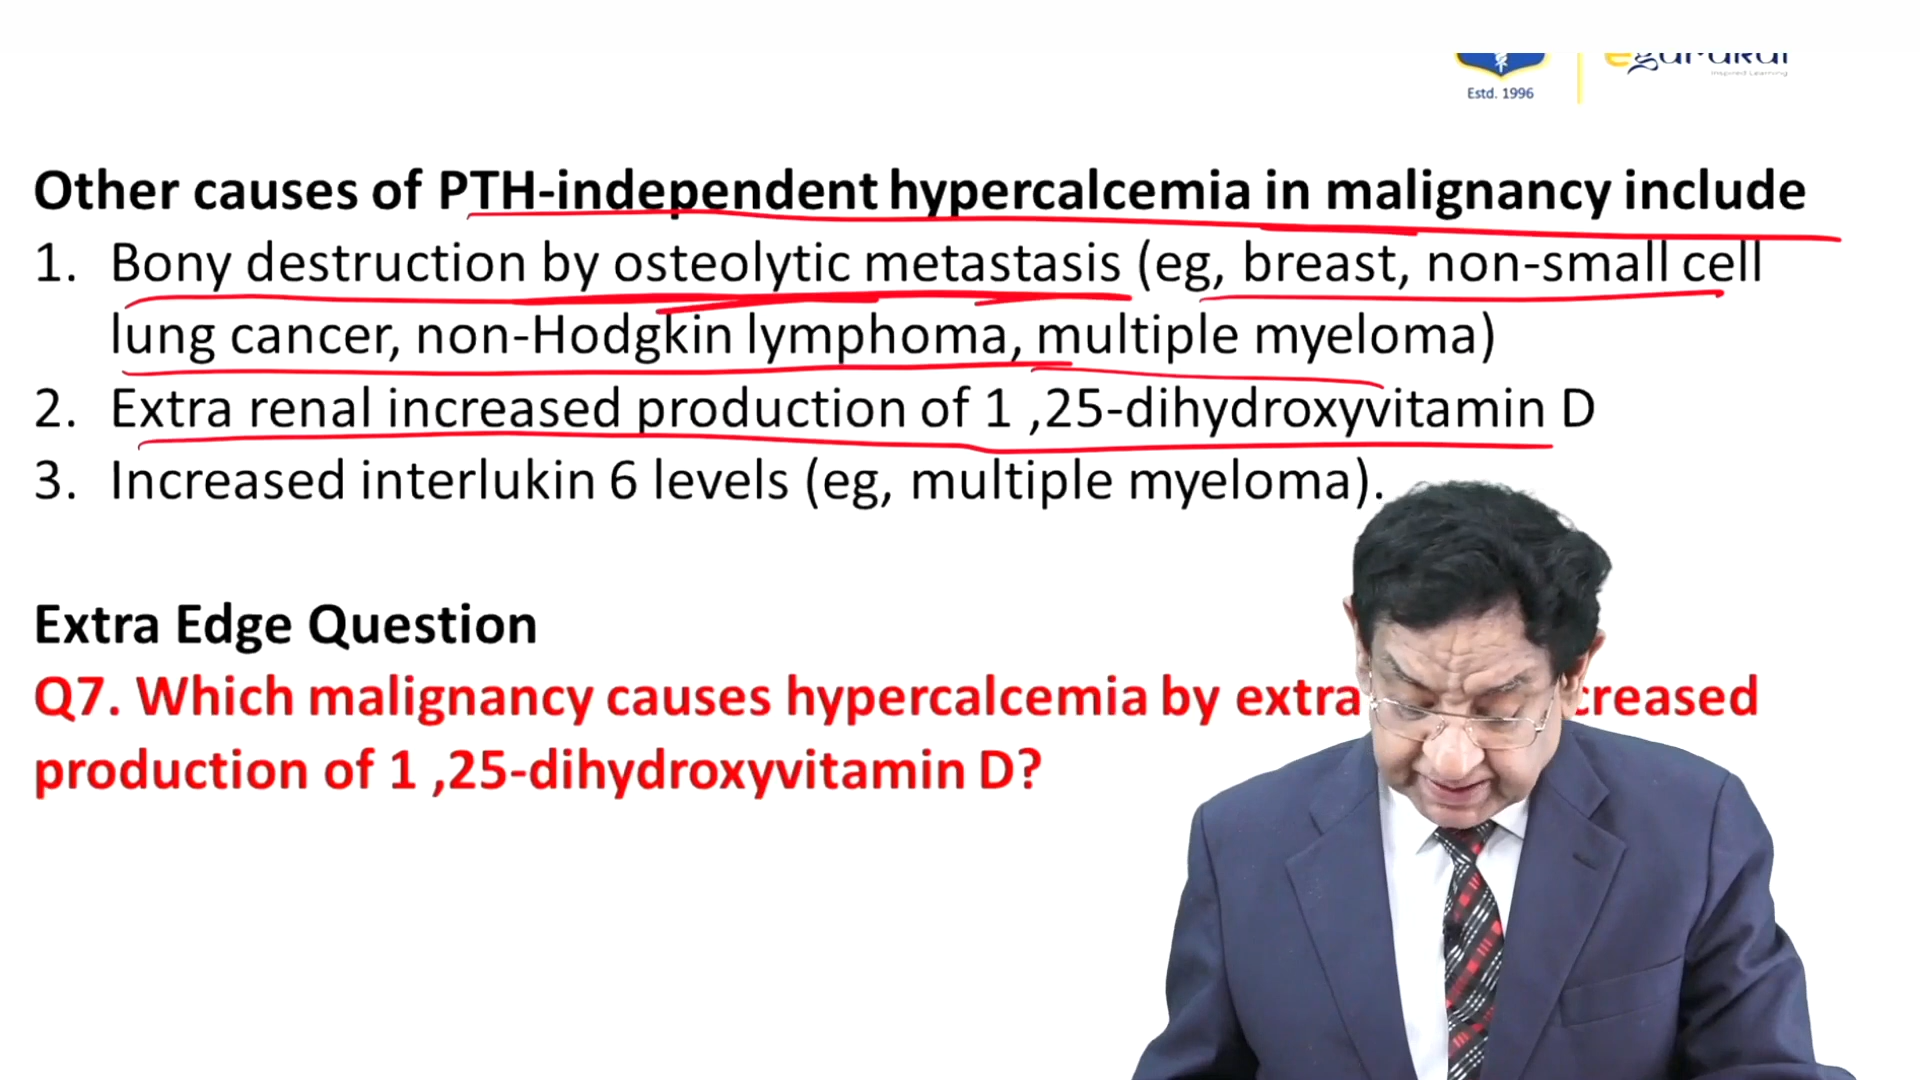 Estd. 1996
Inspired Learning
Other causes of PTH-independent hypercalcemia in malignancy include
1. Bony destruction by osteolytic metastasis (eg, breast, non-small cell
lung cancer, non-Hodgkin lymphoma, multiple myeloma)
2. Extra renal increased production of 1 ,25-dihydroxyvitamin D
3. Increased interlukin 6 levels (eg, multiple myeloma).
Extra Edge Question
Q7. Which malignancy causes hypercalcemia by extra creased
production of 1 ,25-dihydroxyvitamin D?